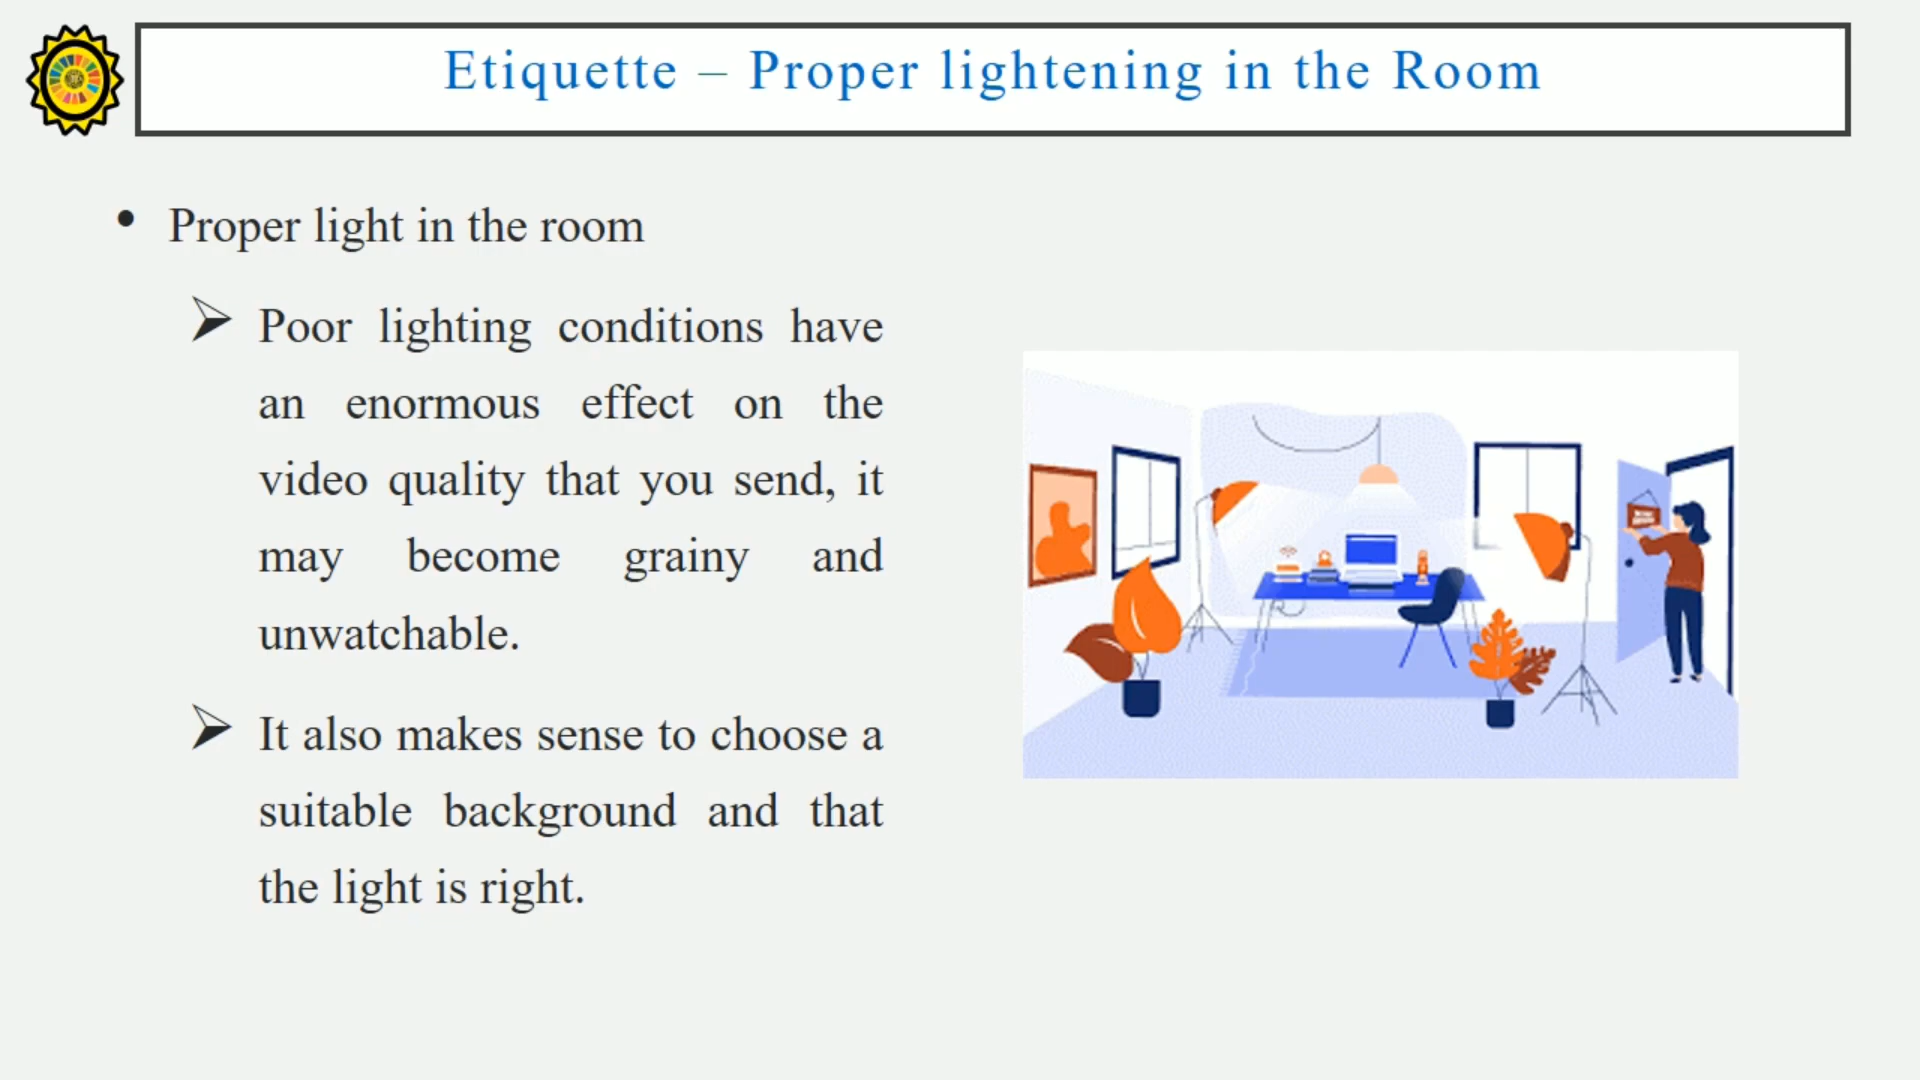 Etiquette – Proper lightening in the Room
• Proper light in the room
➢ Poor lighting conditions have
an enormous effect on the
video quality that you send, it
may become grainy and
unwatchable.
➢ It also makes sense to choose a
suitable background and that
the light is right.